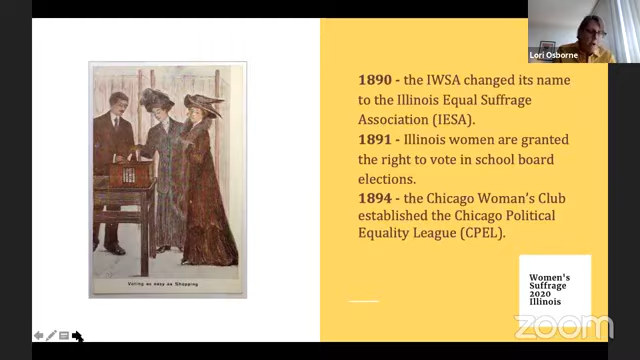 Lori Osborne
1890 - the IWSA changed its name
to the Illinois Equal Suffrage
Association (IESA).
1891 - Illinois women are granted
the right to vote in school board
elections.
1894 - the Chicago Woman's Club
established the Chicago Political
Equality League (CPEL).
Voting as easy as Shopping
Women's
Suffrage
2020
Illinois
zoom